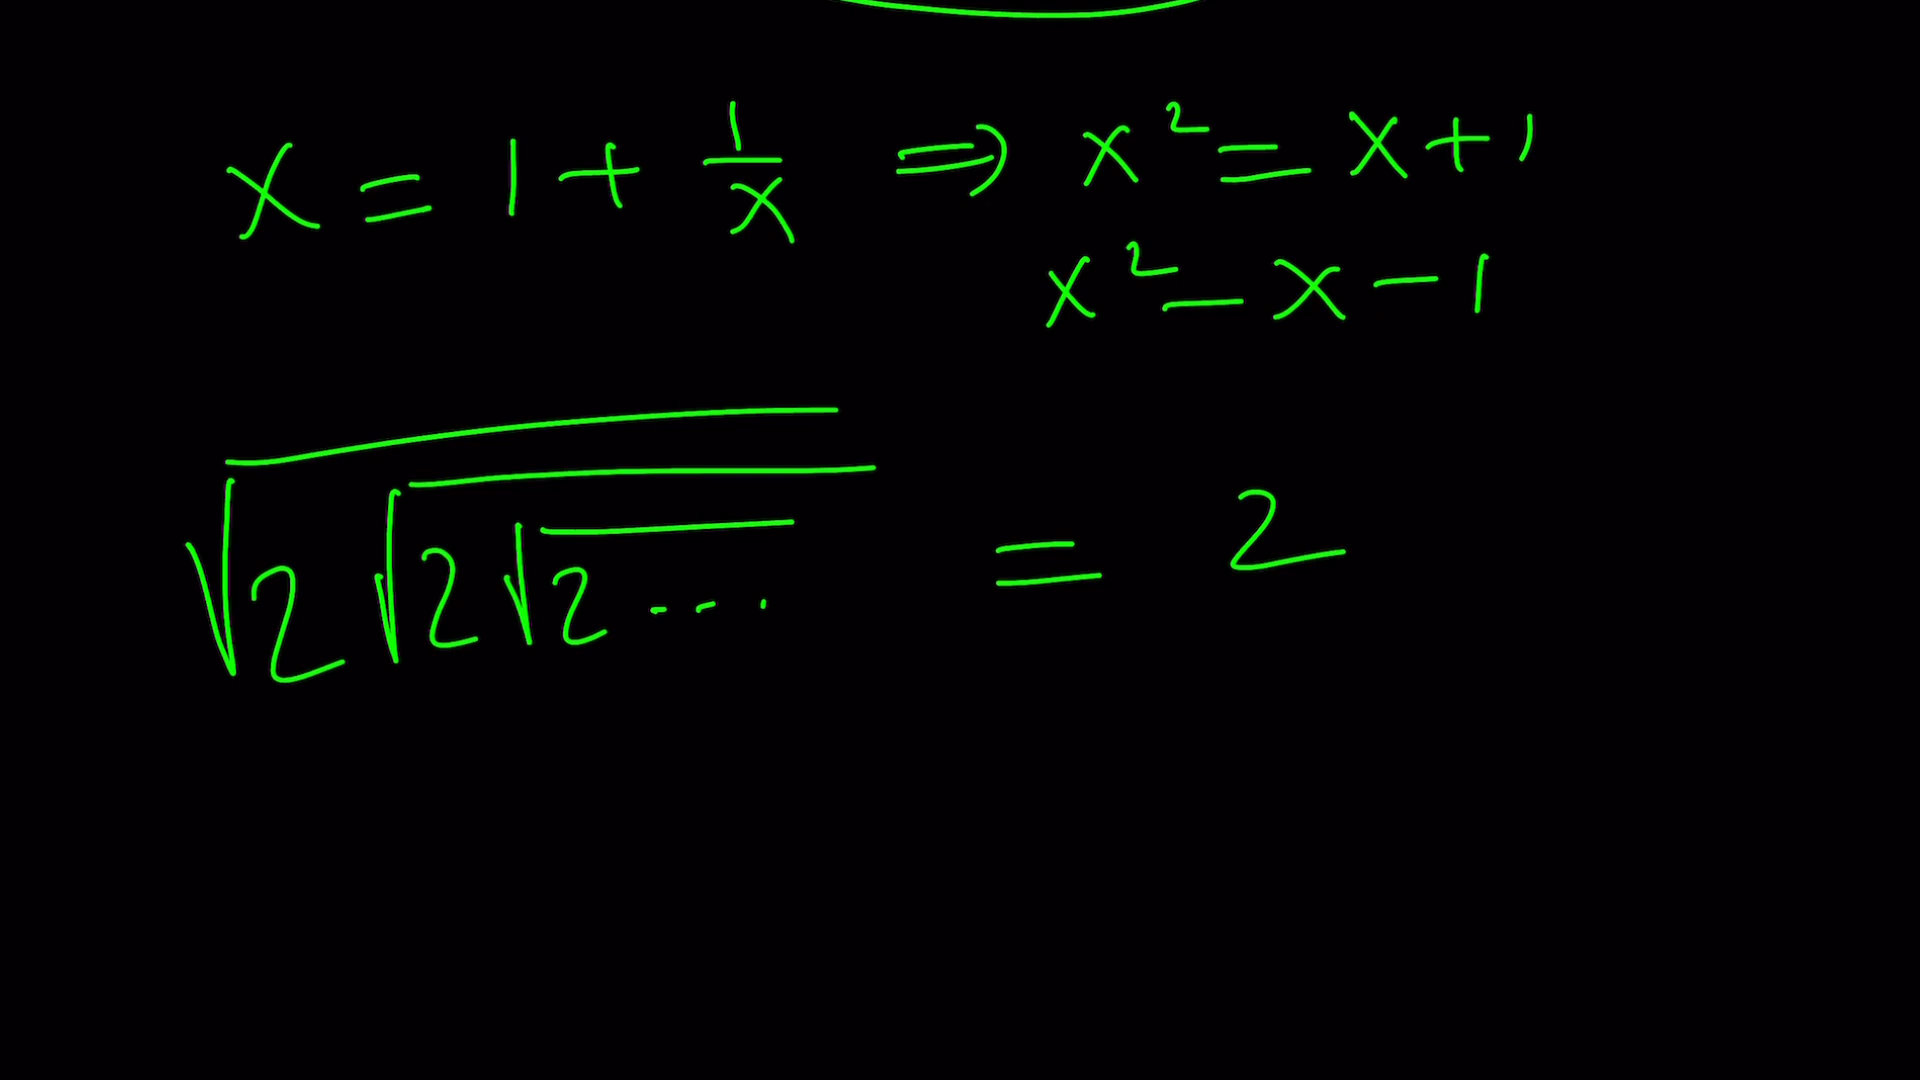 x = 1 + 1/x ⇒ x² = x + 1
x² − x − 1
√(2√(2√(2... = 2